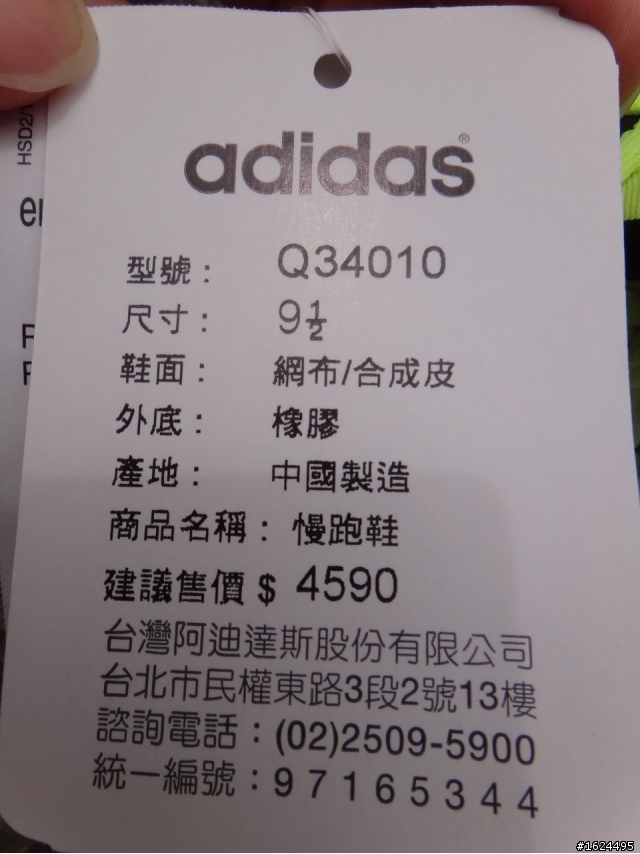 adidas®
型號： Q34010
尺寸： 9½
鞋面： 網布/合成皮
外底： 橡膠
產地： 中國製造
商品名稱： 慢跑鞋
建議售價 $ 4590
台灣阿迪達斯股份有限公司
台北市民權東路3段2號13樓
諮詢電話：(02)2509-5900
統一編號：97165344
HSD2/
#1624495